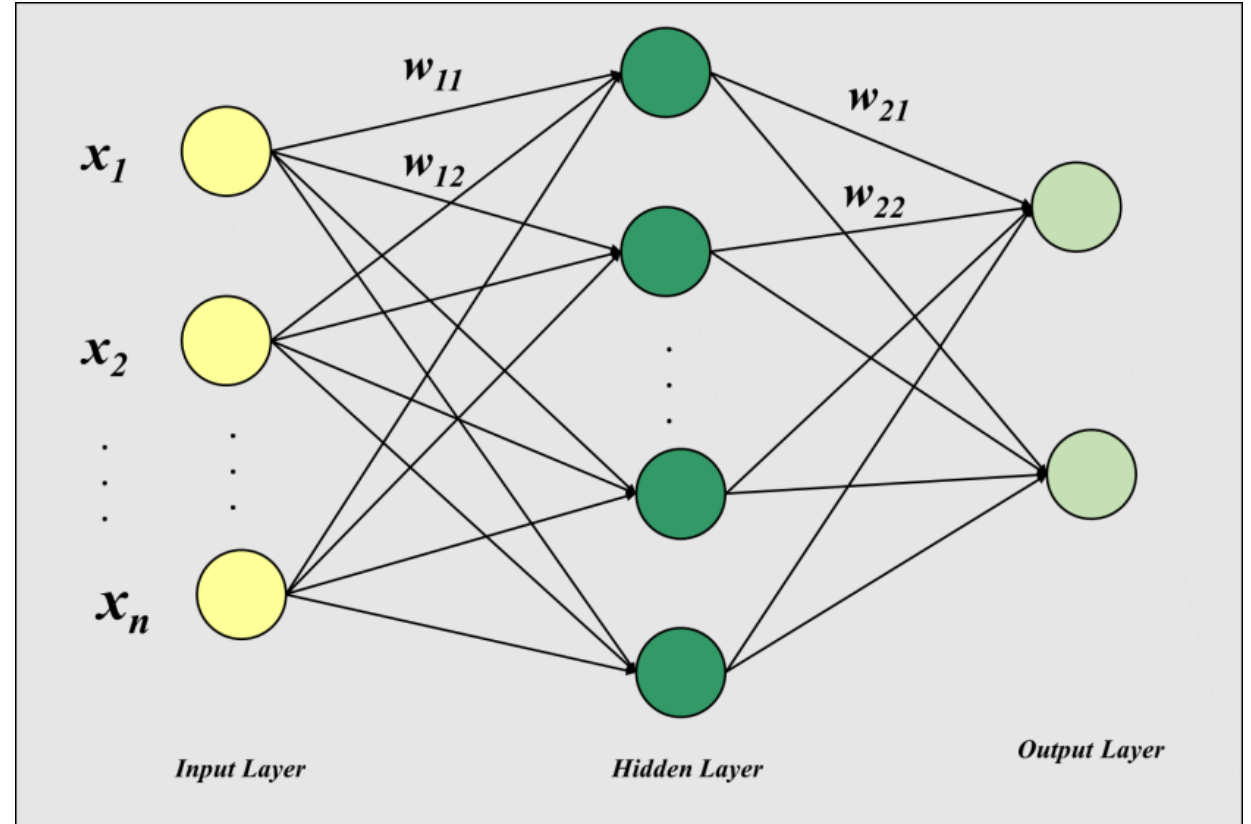 w11
w21
x1
w12
w22
x2
xn
Output Layer
Input Layer
Hidden Layer